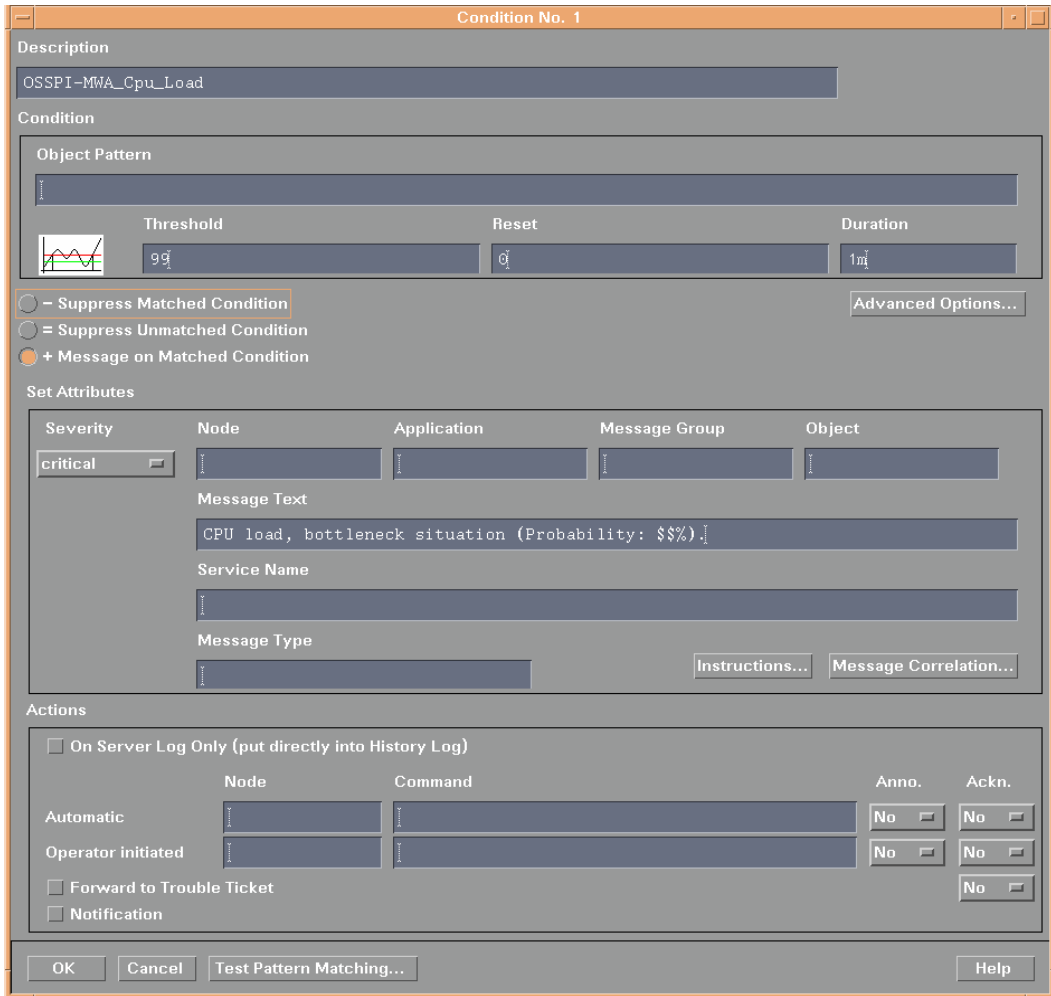 Condition No. 1
Description
OSSPI-MWA_Cpu_Load
Condition
Object Pattern
Threshold Reset Duration
99 0 1m
- Suppress Matched Condition Advanced Options...
= Suppress Unmatched Condition
+ Message on Matched Condition
Set Attributes
Severity Node Application Message Group Object
critical
Message Text
CPU load, bottleneck situation (Probability: $$%).
Service Name
Message Type
Instructions... Message Correlation...
Actions
On Server Log Only (put directly into History Log)
Node Command Anno. Ackn.
Automatic No No
Operator initiated No No
Forward to Trouble Ticket No
Notification
OK Cancel Test Pattern Matching... Help